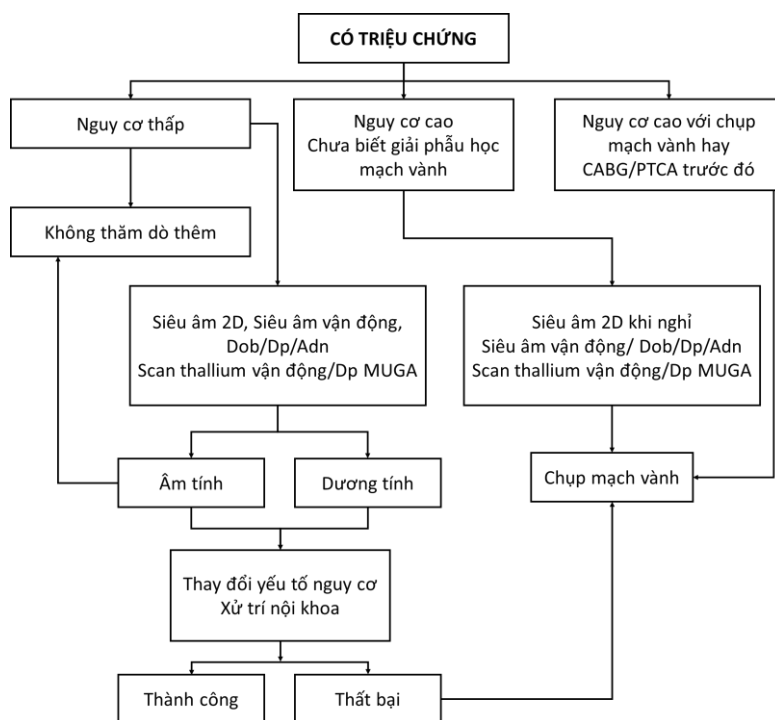 CÓ TRIỆU CHỨNG
Nguy cơ thấp
Nguy cơ cao
Chưa biết giải phẫu học
mạch vành
Nguy cơ cao với chụp
mạch vành hay
CABG/PTCA trước đó
Không thăm dò thêm
Siêu âm 2D, Siêu âm vận động,
Dob/Dp/Adn
Scan thallium vận động/Dp MUGA
Siêu âm 2D khi nghỉ
Siêu âm vận động/ Dob/Dp/Adn
Scan thallium vận động/Dp MUGA
Âm tính
Dương tính
Chụp mạch vành
Thay đổi yếu tố nguy cơ
Xử trí nội khoa
Thành công
Thất bại